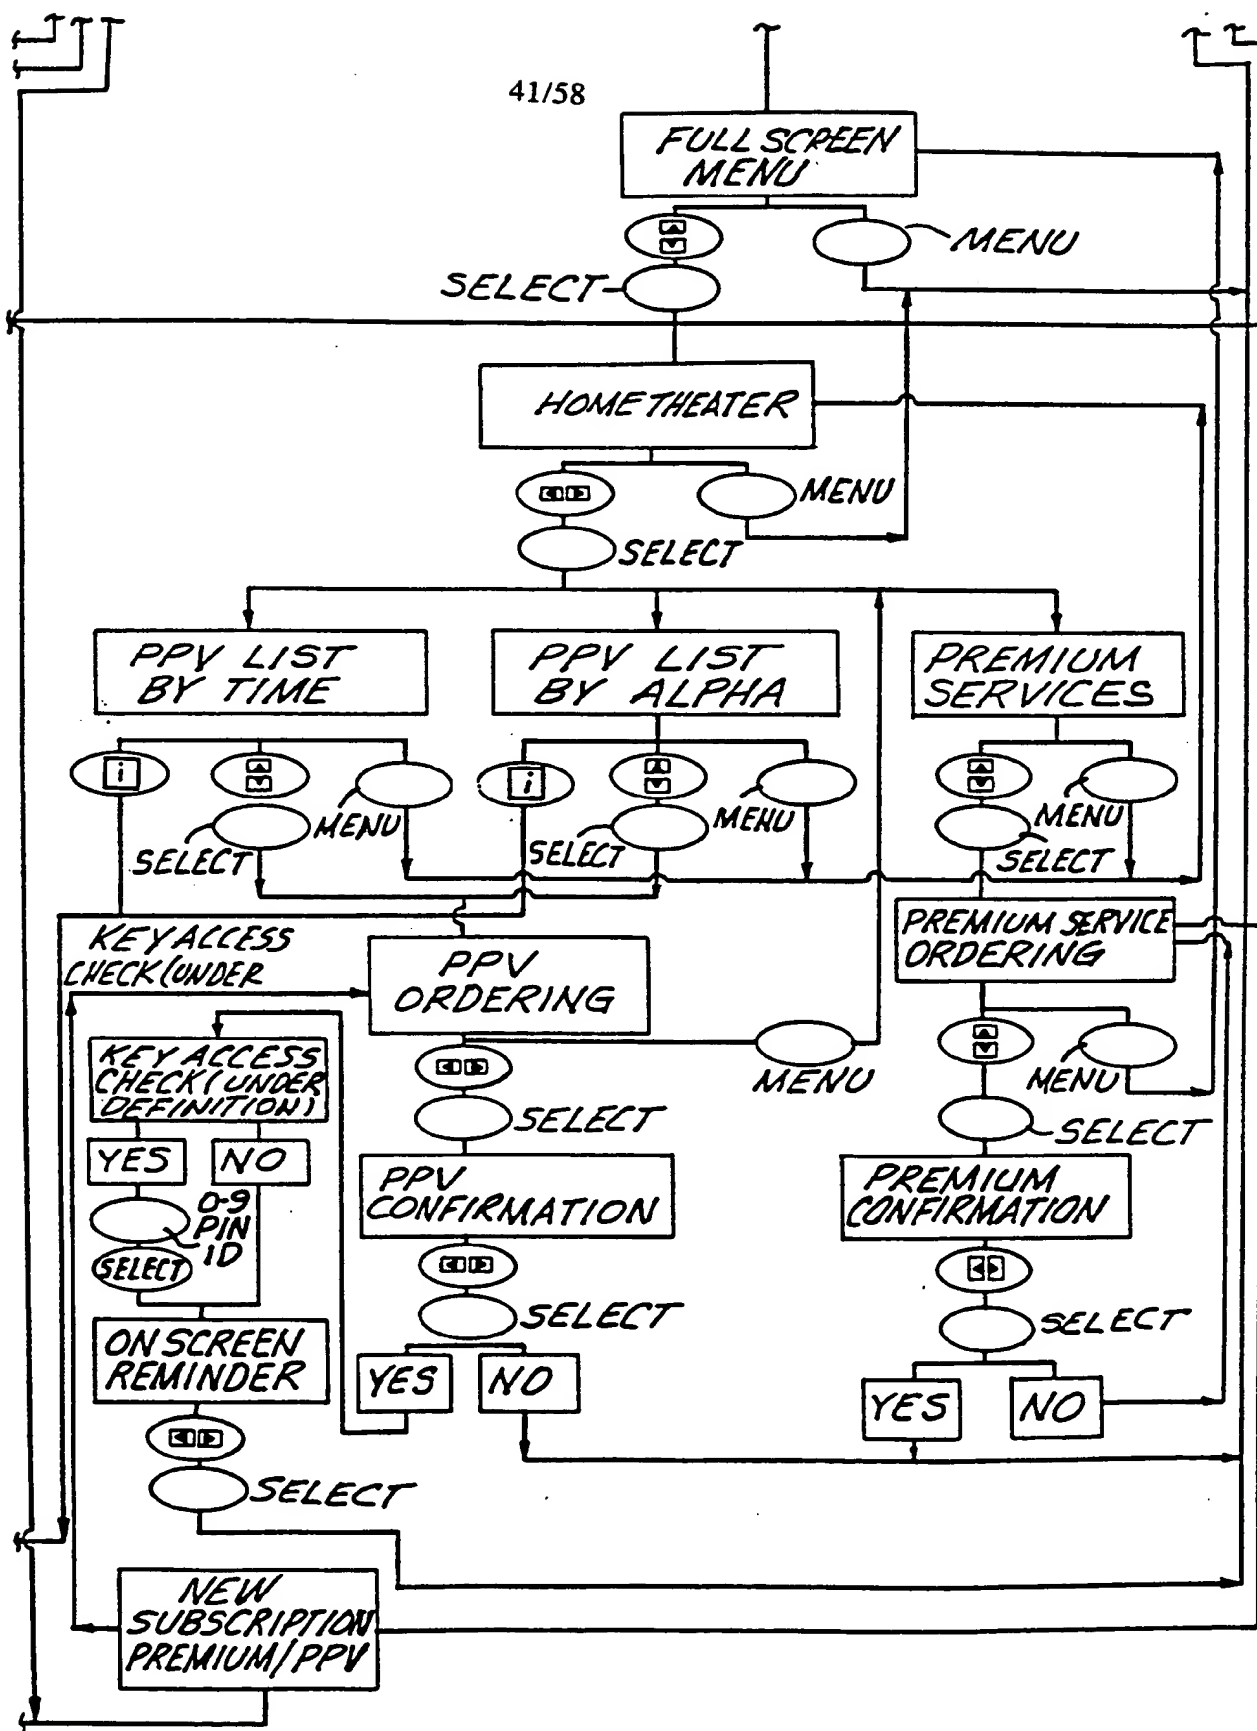 41/58
FULL SCREEN
MENU
MENU
SELECT
HOME THEATER
MENU
SELECT
PPV LIST
BY TIME
PPV LIST
BY ALPHA
PREMIUM
SERVICES
i
i
MENU
SELECT
MENU
SELECT
MENU
SELECT
KEY ACCESS
CHECK (UNDER
PPV
ORDERING
PREMIUM SERVICE
ORDERING
KEY ACCESS
CHECK (UNDER
DEFINITION)
MENU
MENU
SELECT
SELECT
YES
NO
0-9
PIN
ID
SELECT
PPV
CONFIRMATION
PREMIUM
CONFIRMATION
SELECT
SELECT
ON SCREEN
REMINDER
YES
NO
YES
NO
SELECT
NEW
SUBSCRIPTION
PREMIUM/PPV